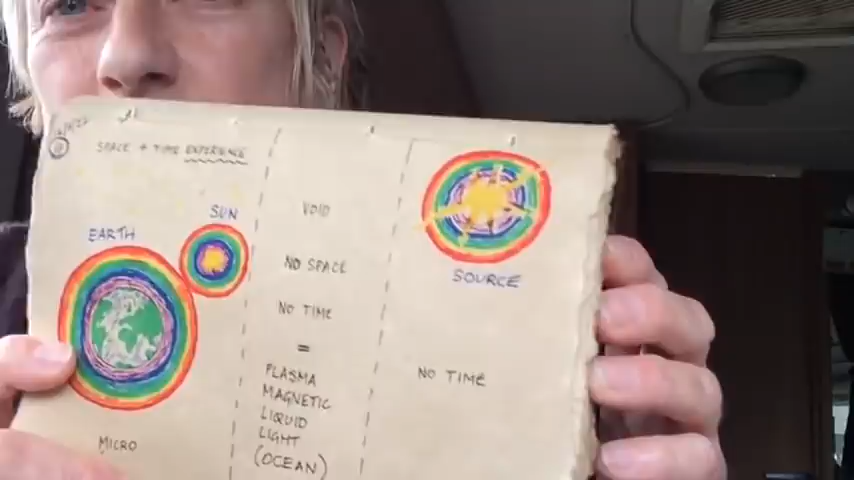 SPACE + TIME EXPERIENCE
SUN
EARTH
MICRO
VOID
NO SPACE
NO TIME
=
PLASMA
MAGNETIC
LIQUID
LIGHT
(OCEAN)
SOURCE
NO TIME